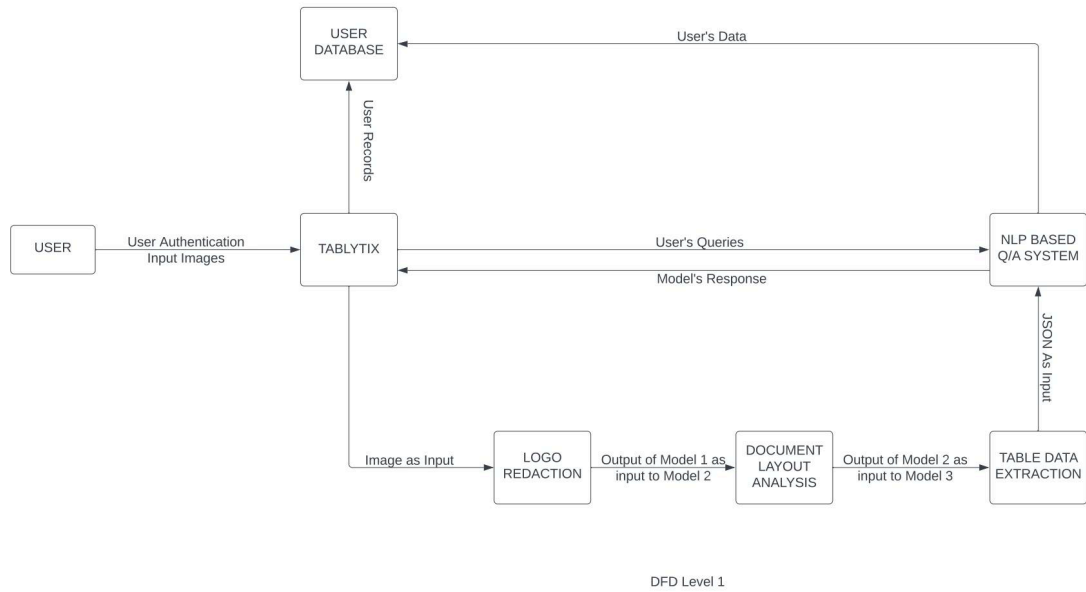 USER
DATABASE
User's Data
User Records
USER
User Authentication
Input Images
TABLYTIX
User's Queries
Model's Response
NLP BASED
Q/A SYSTEM
JSON As Input
Image as Input
LOGO
REDACTION
Output of Model 1 as
input to Model 2
DOCUMENT
LAYOUT
ANALYSIS
Output of Model 2 as
input to Model 3
TABLE DATA
EXTRACTION
DFD Level 1